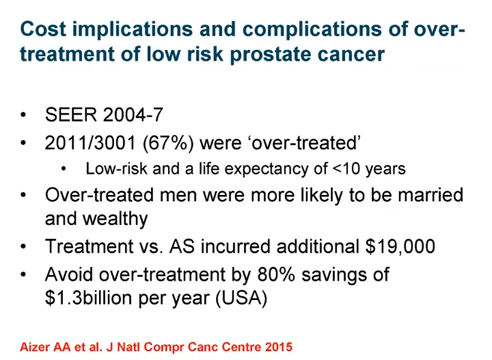 Cost implications and complications of over-
treatment of low risk prostate cancer
• SEER 2004-7
• 2011/3001 (67%) were ‘over-treated’
• Low-risk and a life expectancy of <10 years
• Over-treated men were more likely to be married
and wealthy
• Treatment vs. AS incurred additional $19,000
• Avoid over-treatment by 80% savings of
$1.3billion per year (USA)
Aizer AA et al. J Natl Compr Canc Centre 2015